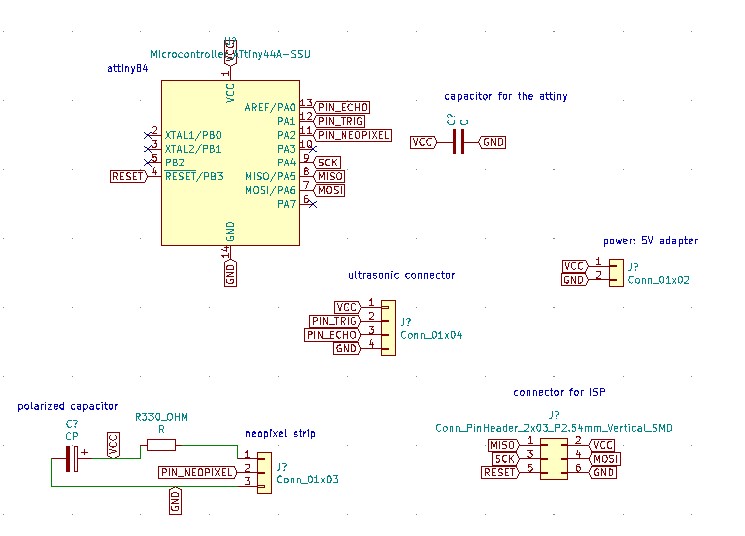 VCC
Microcontroller_ATtiny44A-SSU
attiny84
1
VCC
AREF/PA0 13 PIN_ECHO
PA1 12 PIN_TRIG
2 XTAL1/PB0 PA2 11 PIN_NEOPIXEL
3 XTAL2/PB1 PA3 10
5 PB2 PA4 9 SCK
RESET 4 RESET/PB3 MISO/PA5 8 MISO
MOSI/PA6 7 MOSI
PA7 6
GND
14
GND
capacitor for the attiny
C?
C
VCC GND
power: 5V adapter
VCC 1 J?
GND 2 Conn_01x02
ultrasonic connector
VCC 1
PIN_TRIG 2 J?
PIN_ECHO 3 Conn_01x04
GND 4
polarized capacitor
C?
CP
+
VCC
R330_OHM
R
neopixel strip
1
PIN_NEOPIXEL 2 J?
3 Conn_01x03
GND
connector for ISP
J?
Conn_PinHeader_2x03_P2.54mm_Vertical_SMD
MISO 1 2 VCC
SCK 3 4 MOSI
RESET 5 6 GND